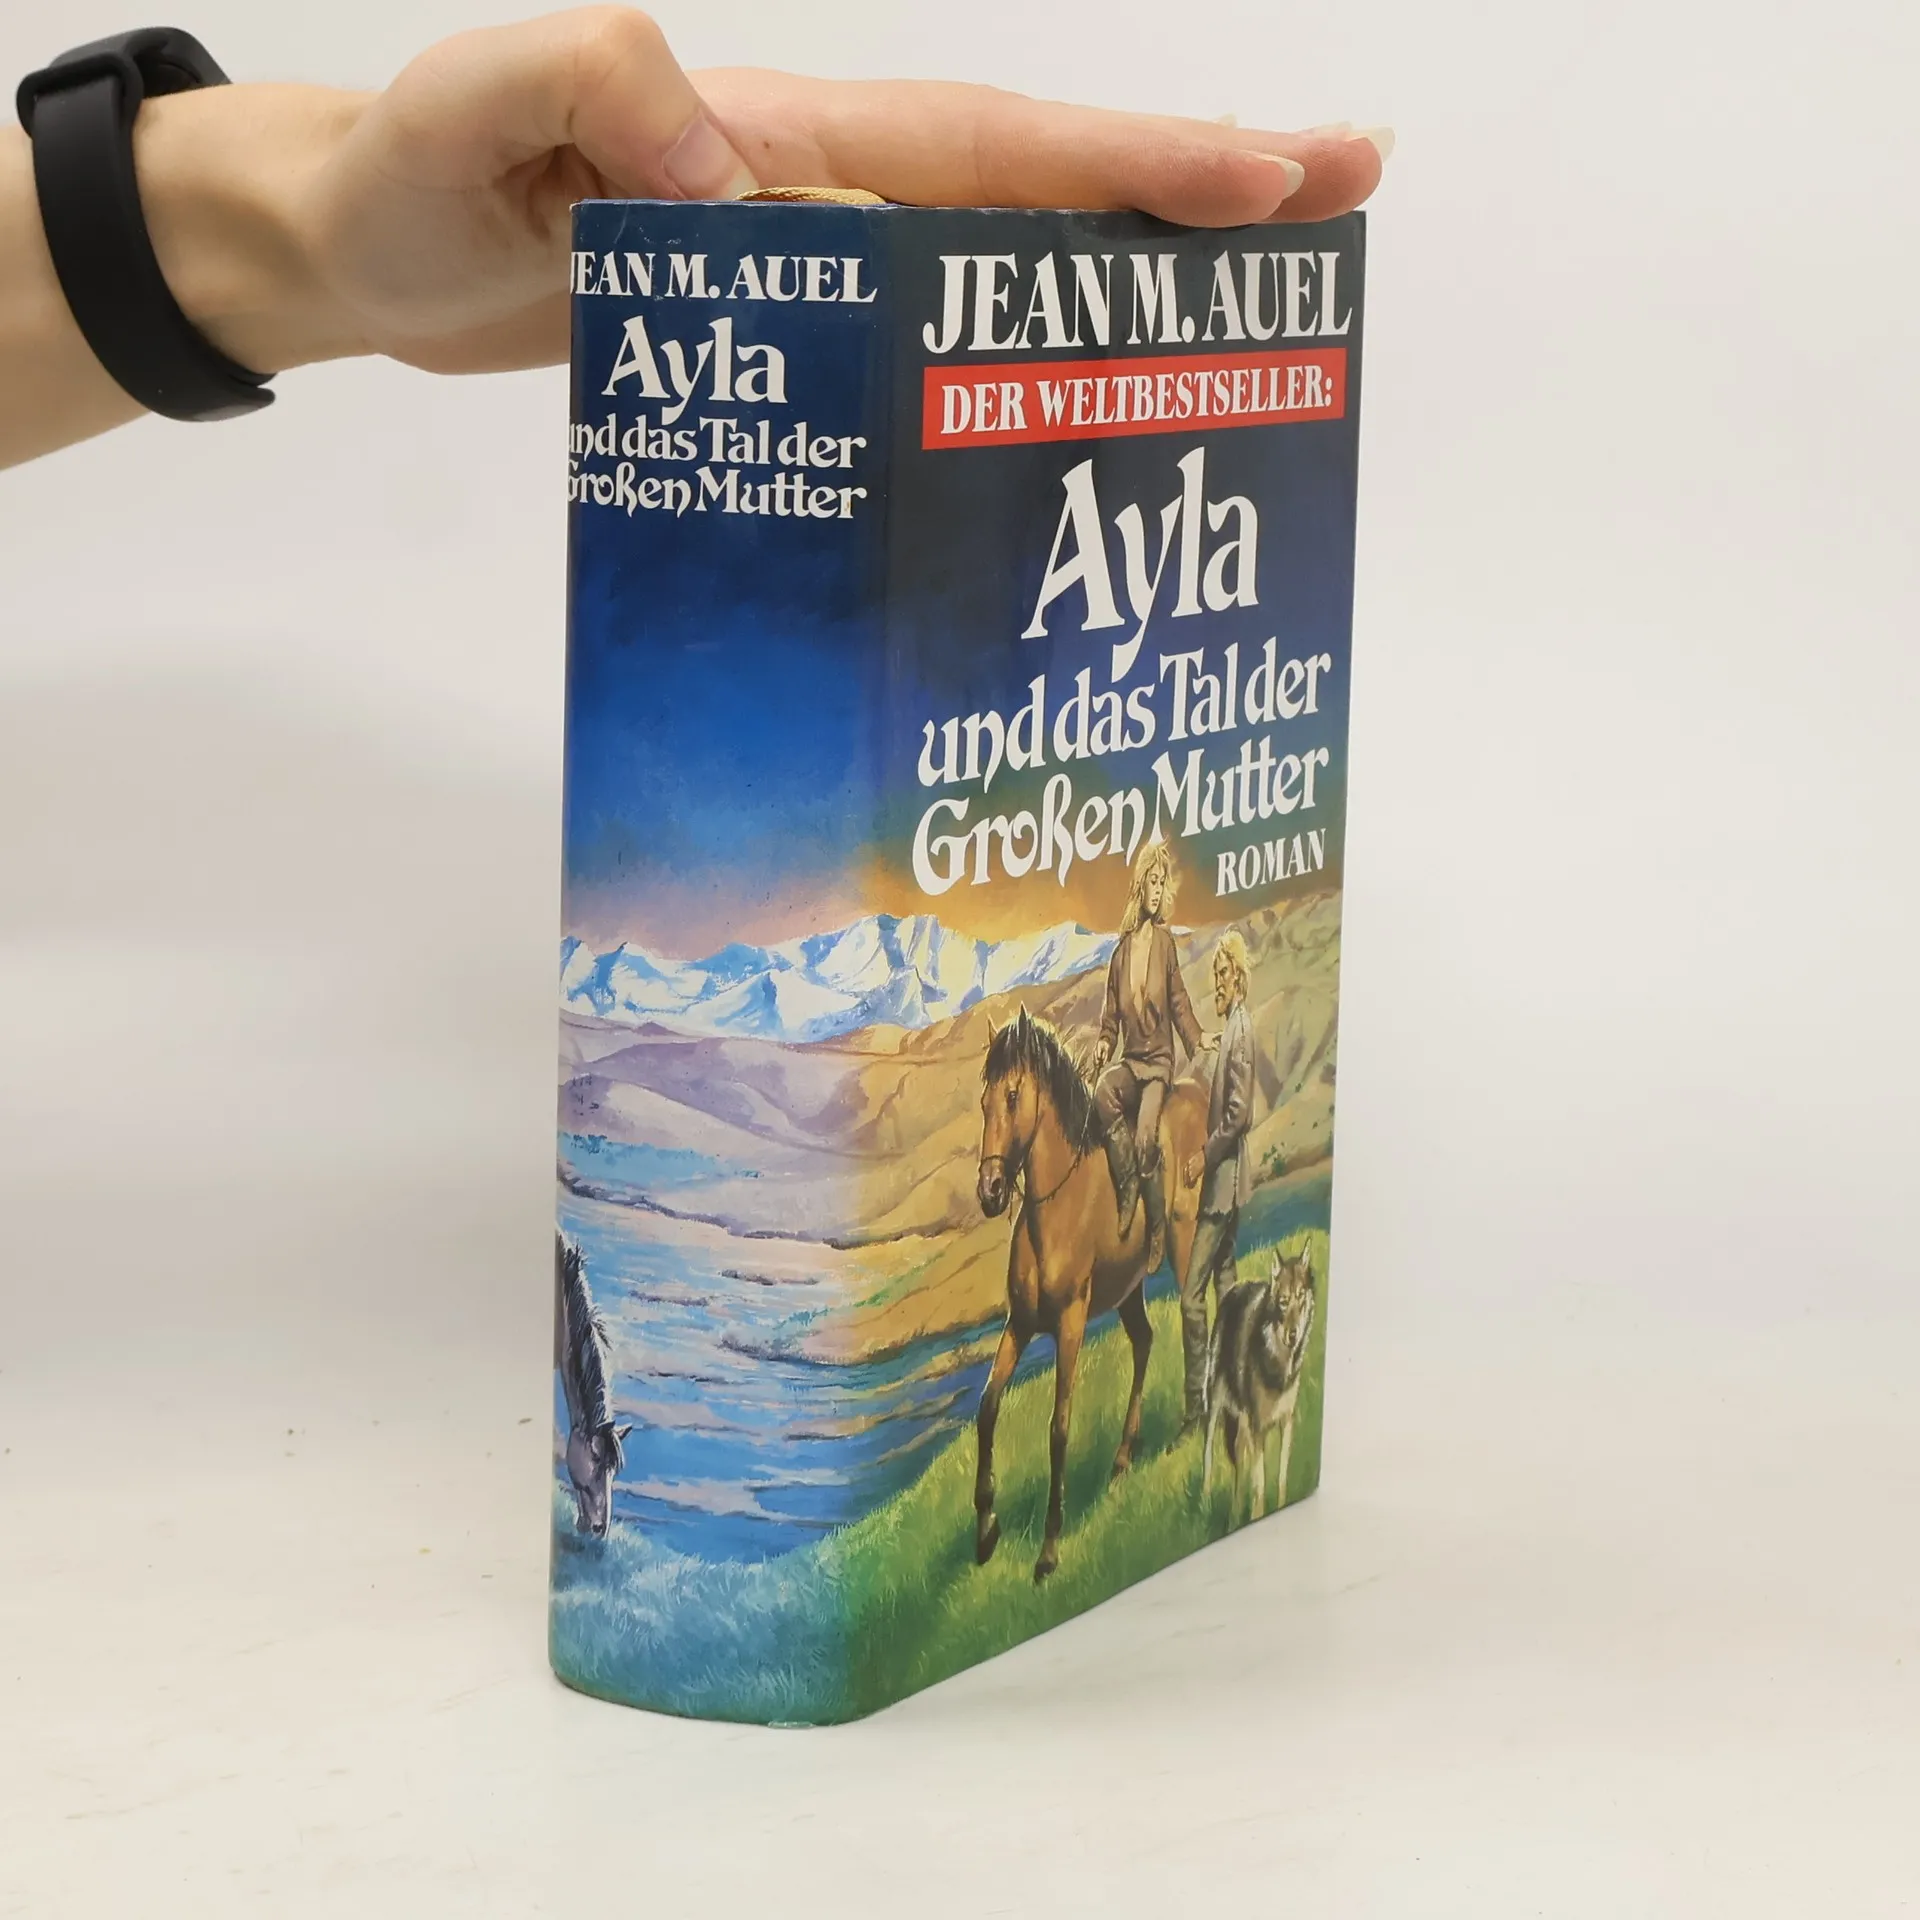 JEAN M. AUEL
Ayla
und das Tal der
Großen Mutter
JEAN M. AUEL
DER WELTBESTSELLER:
Ayla
und das Tal der
Großen Mutter
ROMAN